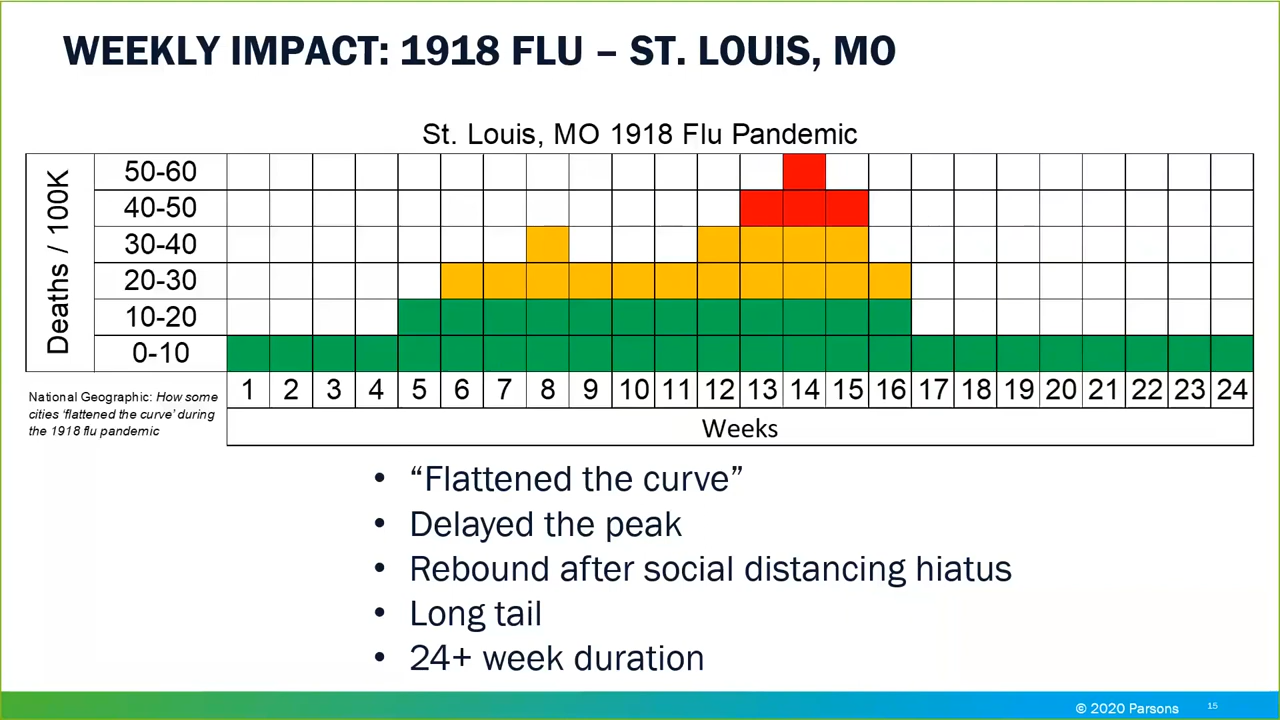 WEEKLY IMPACT: 1918 FLU – ST. LOUIS, MO
St. Louis, MO 1918 Flu Pandemic
Deaths / 100K
50-60
40-50
30-40
20-30
10-20
0-10
1 2 3 4 5 6 7 8 9 10 11 12 13 14 15 16 17 18 19 20 21 22 23 24
Weeks
National Geographic: How some
cities ‘flattened the curve’ during
the 1918 flu pandemic
• “Flattened the curve”
• Delayed the peak
• Rebound after social distancing hiatus
• Long tail
• 24+ week duration
© 2020 Parsons 15